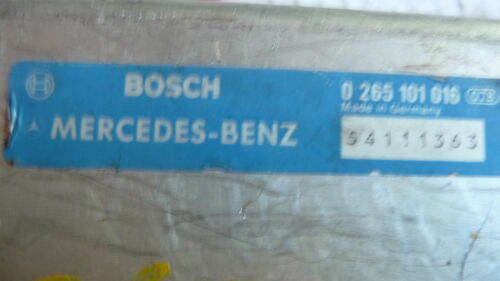 BOSCH
0 265 101 016
Made in Germany
MERCEDES-BENZ
54111363